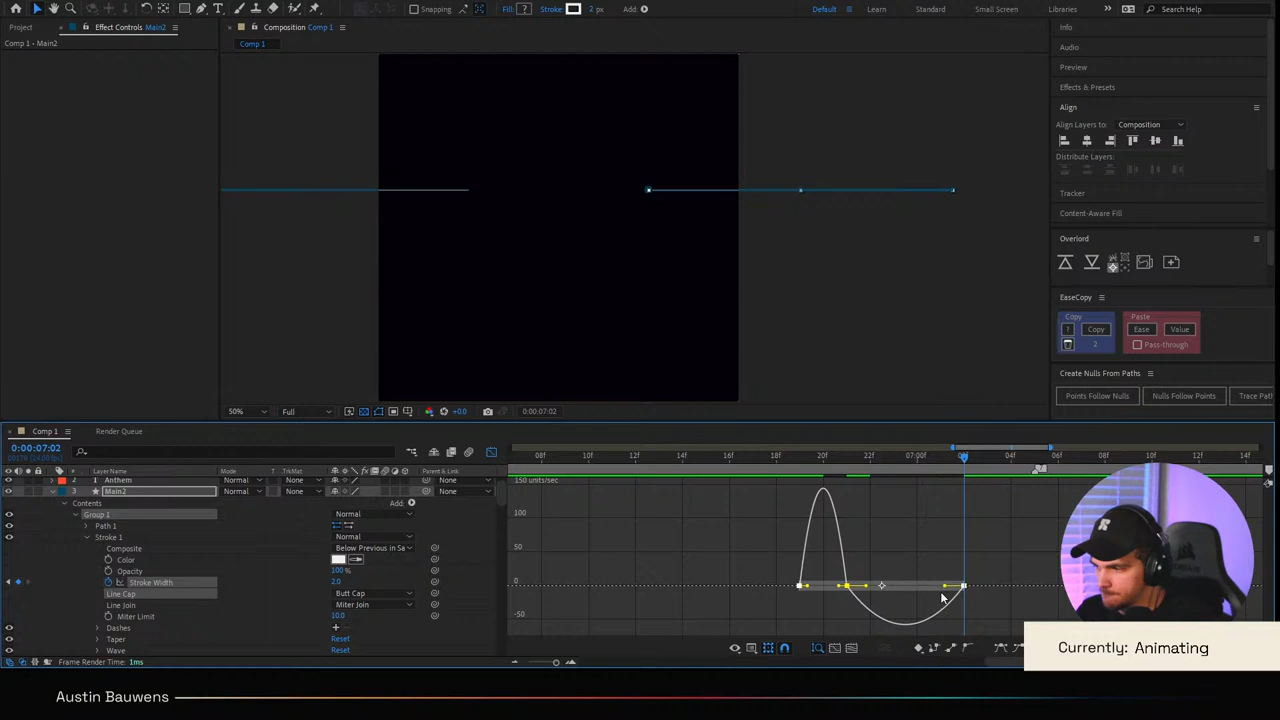 Snapping
Fill: ? Stroke: 2 px Add:
Default Learn Standard Small Screen Libraries Search Help
Project Effect Controls Main2 Composition Comp 1 Info
Comp 1 • Main2 Comp 1 Audio
Preview
Effects & Presets
Align
Align Layers to: Composition
Distribute Layers:
Tracker
Content-Aware Fill
Overlord
EaseCopy
Copy Paste
? Copy Ease Value
2 Pass-through
Create Nulls From Paths
Points Follow Nulls Nulls Follow Points Trace Pat
50% Full +0.0 0:00:07:02
Comp 1 Render Queue
0:00:07:02
# Layer Name Mode T TrkMat Parent & Link 08f 10f 12f 14f 16f 18f 20f 22f 07:00f 04f 06f 08f 10f 12f 14f
2 Anthem Normal None None 150 units/sec
3 Main2 Normal None None
Contents Add:
Group 1 Normal 100
Path 1
Stroke 1 Normal
Composite Below Previous in Sa 50
Color
Opacity 100 %
Stroke Width 2.0 0
Line Cap Butt Cap
Line Join Miter Join
Miter Limit 10.0 -50
Dashes
Taper Reset
Wave Reset
Frame Render Time: 1ms
Currently: Animating
Austin Bauwens